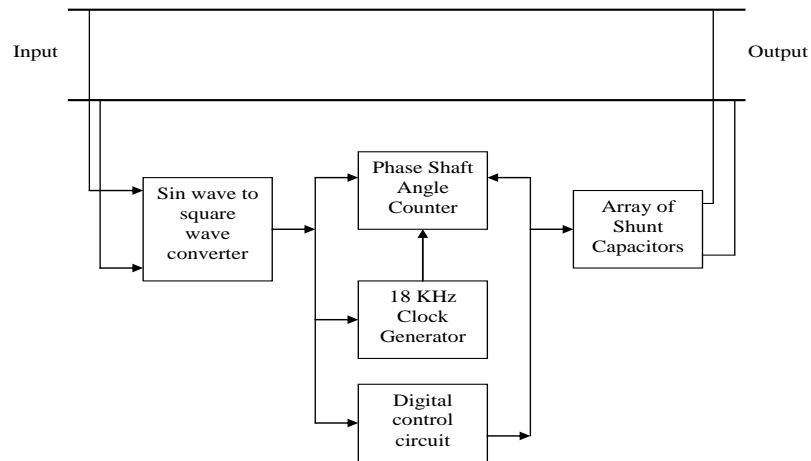 Input
Output
Sin wave to
square
wave
converter
Phase Shaft
Angle
Counter
Array of
Shunt
Capacitors
18 KHz
Clock
Generator
Digital
control
circuit